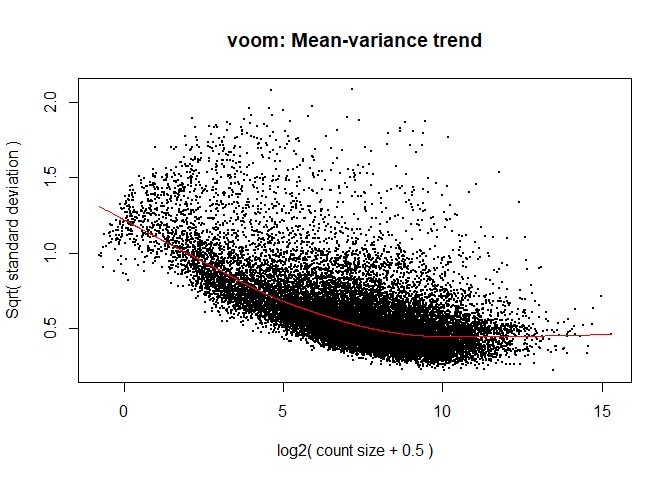 voom: Mean-variance trend
Sqrt( standard deviation )
2.0
1.5
1.0
0.5
0 5 10 15
log2( count size + 0.5 )